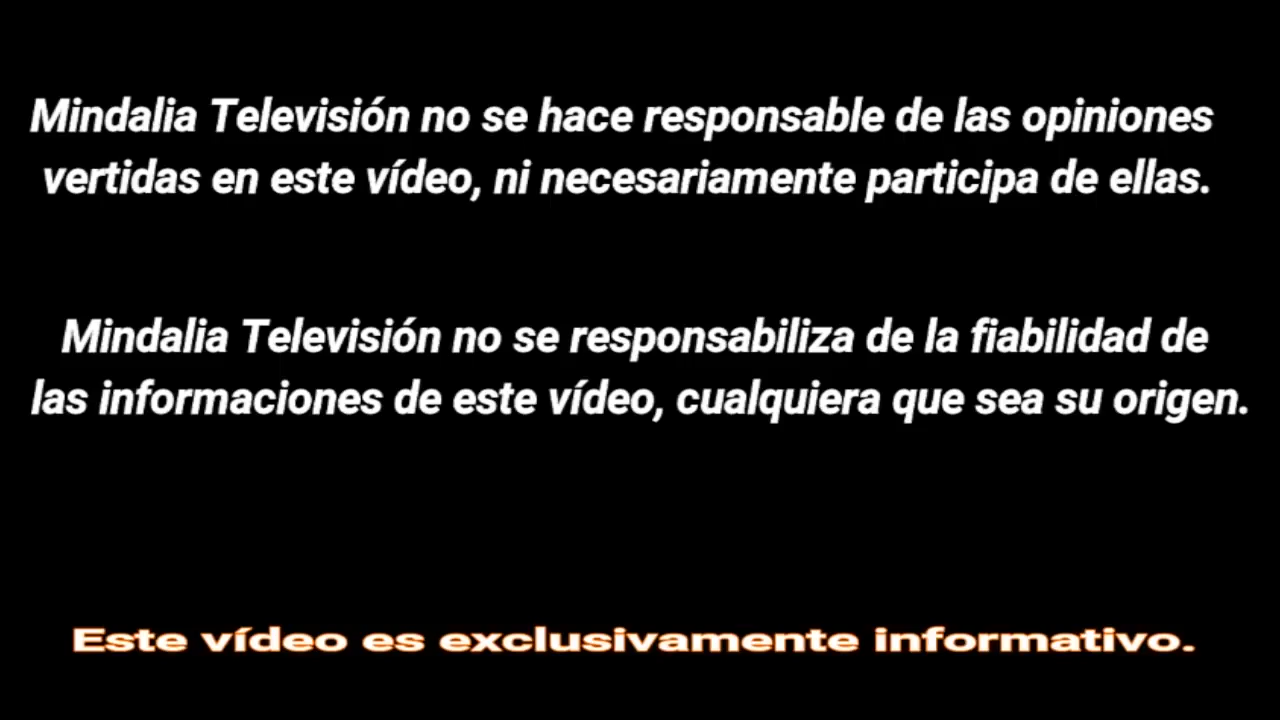 Mindalia Televisión no se hace responsable de las opiniones
vertidas en este vídeo, ni necesariamente participa de ellas.
Mindalia Televisión no se responsabiliza de la fiabilidad de
las informaciones de este vídeo, cualquiera que sea su origen.
Este vídeo es exclusivamente informativo.